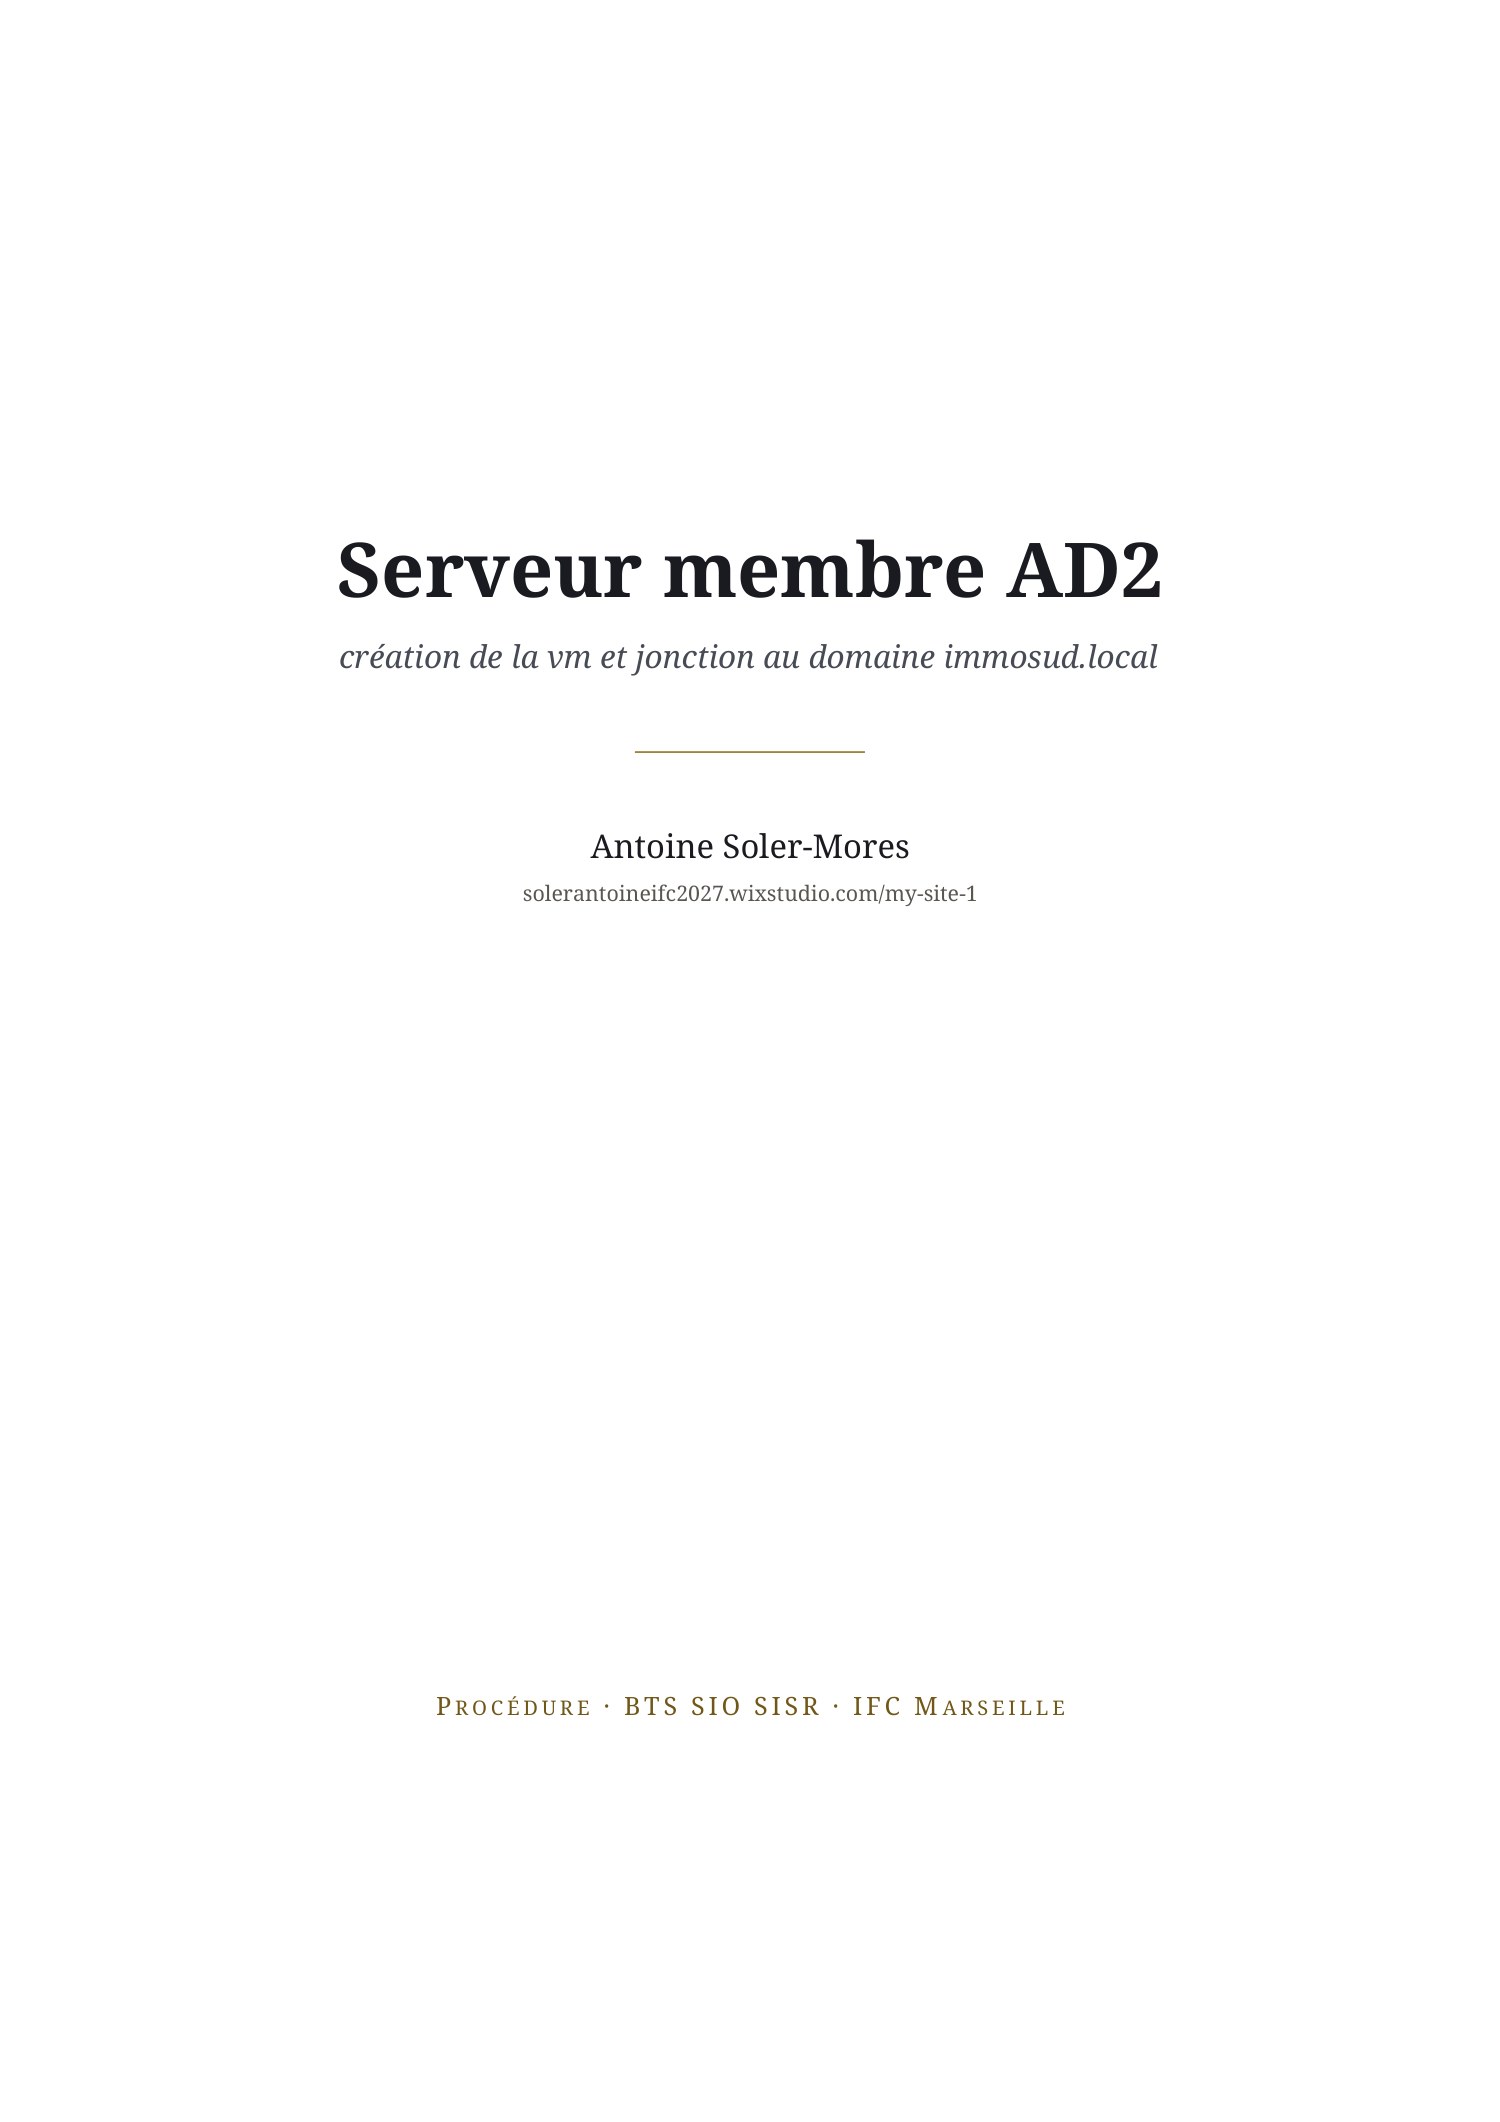 Serveur membre AD2
création de la vm et jonction au domaine immosud.local
Antoine Soler-Mores
solerantoineifc2027.wixstudio.com/my-site-1
Procédure · BTS SIO SISR · IFC Marseille